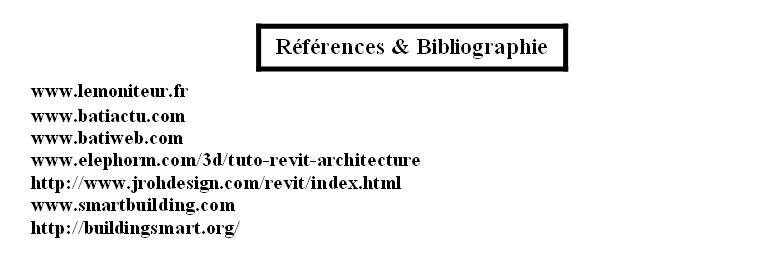 Références & Bibliographie
www.lemoniteur.fr
www.batiactu.com
www.batiweb.com
www.elephorm.com/3d/tuto-revit-architecture
http://www.jrohdesign.com/revit/index.html
www.smartbuilding.com
http://buildingsmart.org/